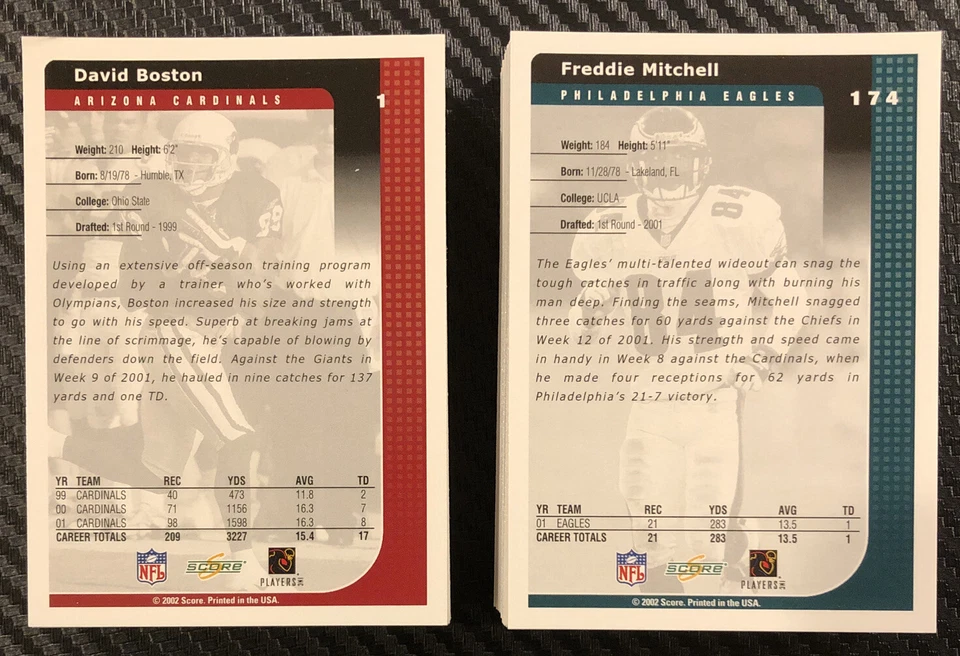 David Boston
ARIZONA CARDINALS
1
Weight: 210 Height: 6'2"
Born: 8/19/78 - Humble, TX
College: Ohio State
Drafted: 1st Round - 1999
Using an extensive off-season training program
developed by a trainer who's worked with
Olympians, Boston increased his size and strength
to go with his speed. Superb at breaking jams at
the line of scrimmage, he's capable of blowing by
defenders down the field. Against the Giants in
Week 9 of 2001, he hauled in nine catches for 137
yards and one TD.
YR TEAM REC YDS AVG TD
99 CARDINALS 40 473 11.8 2
00 CARDINALS 71 1156 16.3 7
01 CARDINALS 98 1598 16.3 8
CAREER TOTALS 209 3227 15.4 17
NFL SCORE PLAYERS INC
© 2002 Score. Printed in the USA.
Freddie Mitchell
PHILADELPHIA EAGLES
174
Weight: 184 Height: 5'11"
Born: 11/28/78 - Lakeland, FL
College: UCLA
Drafted: 1st Round - 2001
The Eagles' multi-talented wideout can snag the
tough catches in traffic along with burning his
man deep. Finding the seams, Mitchell snagged
three catches for 60 yards against the Chiefs in
Week 12 of 2001. His strength and speed came
in handy in Week 8 against the Cardinals, when
he made four receptions for 62 yards in
Philadelphia's 21-7 victory.
YR TEAM REC YDS AVG TD
01 EAGLES 21 283 13.5 1
CAREER TOTALS 21 283 13.5 1
NFL SCORE PLAYERS INC
© 2002 Score. Printed in the USA.